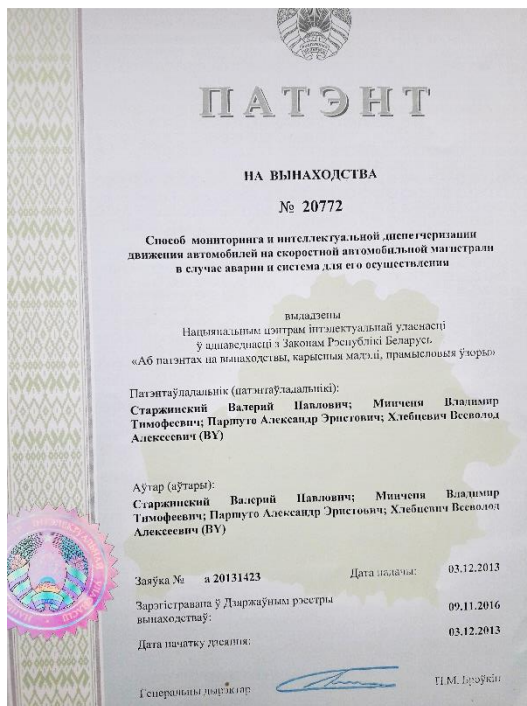 ПАТЭНТ
НА ВЫНАХОДСТВА
№ 20772
Способ мониторинга и интеллектуальной диспетчеризации
движения автомобилей на скоростной автомобильной магистрали
в случае аварии и система для его осуществления
выдадзены
Нацыянальным цэнтрам інтэлектуальнай уласнасці
ў адпаведнасці з Законам Рэспублікі Беларусь
«Аб патэнтах на вынаходствы, карысныя мадэлі, прамысловыя ўзоры»
Патэнтаўладальнік (патэнтаўладальнікі):
Старжинский Валерий Павлович; Минченя Владимир
Тимофеевич; Паршуто Александр Эрнстович; Хлебцевич Всеволод
Алексеевич (BY)
Аўтар (аўтары):
Старжинский Валерий Павлович; Минченя Владимир
Тимофеевич; Паршуто Александр Эрнстович; Хлебцевич Всеволод
Алексеевич (BY)
Заяўка № а 20131423
Дата падачы: 03.12.2013
Зарэгістравана ў Дзяржаўным рэестры
вынаходстваў: 09.11.2016
Дата пачатку дзеяння: 03.12.2013
Генеральны дырэктар
П.М. Броўкін